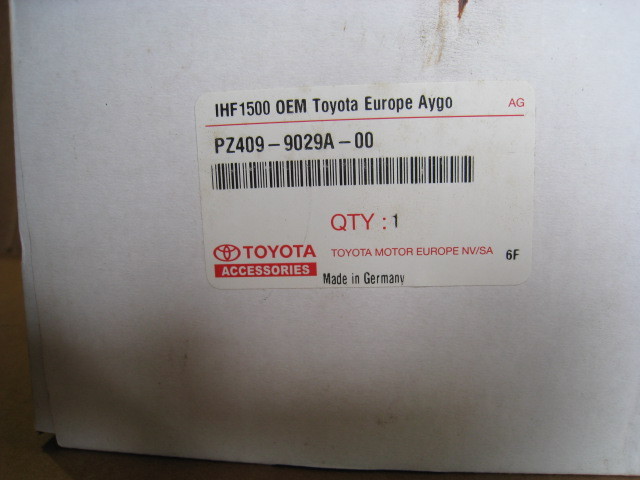 IHF1500 OEM Toyota Europe Aygo AG
PZ409-9029A-00
QTY : 1
TOYOTA TOYOTA MOTOR EUROPE NV/SA 6F
ACCESSORIES
Made in Germany